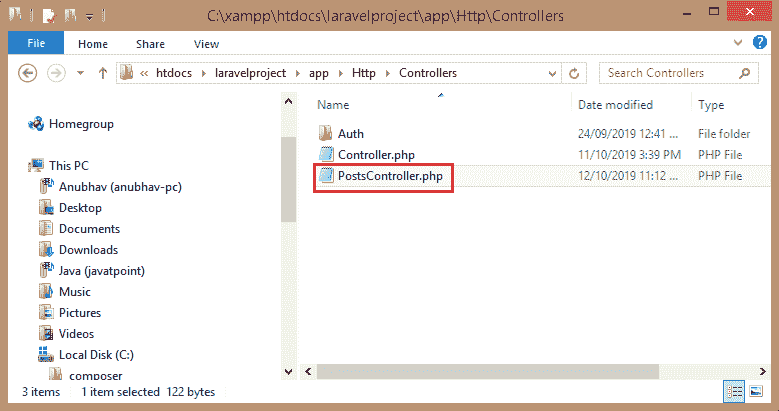 C:\xampp\htdocs\laravelproject\app\Http\Controllers
File Home Share View
« htdocs laravelproject app Http Controllers Search Controllers
Name Date modified Type
Homegroup
This PC
Anubhav (anubhav-pc)
Desktop
Documents
Downloads
Java (javatpoint)
Music
Pictures
Videos
Local Disk (C:)
composer
Auth 24/09/2019 12:41 ... File folder
Controller.php 11/10/2019 3:39 PM PHP File
PostsController.php 12/10/2019 11:12 ... PHP File
3 items 1 item selected 122 bytes